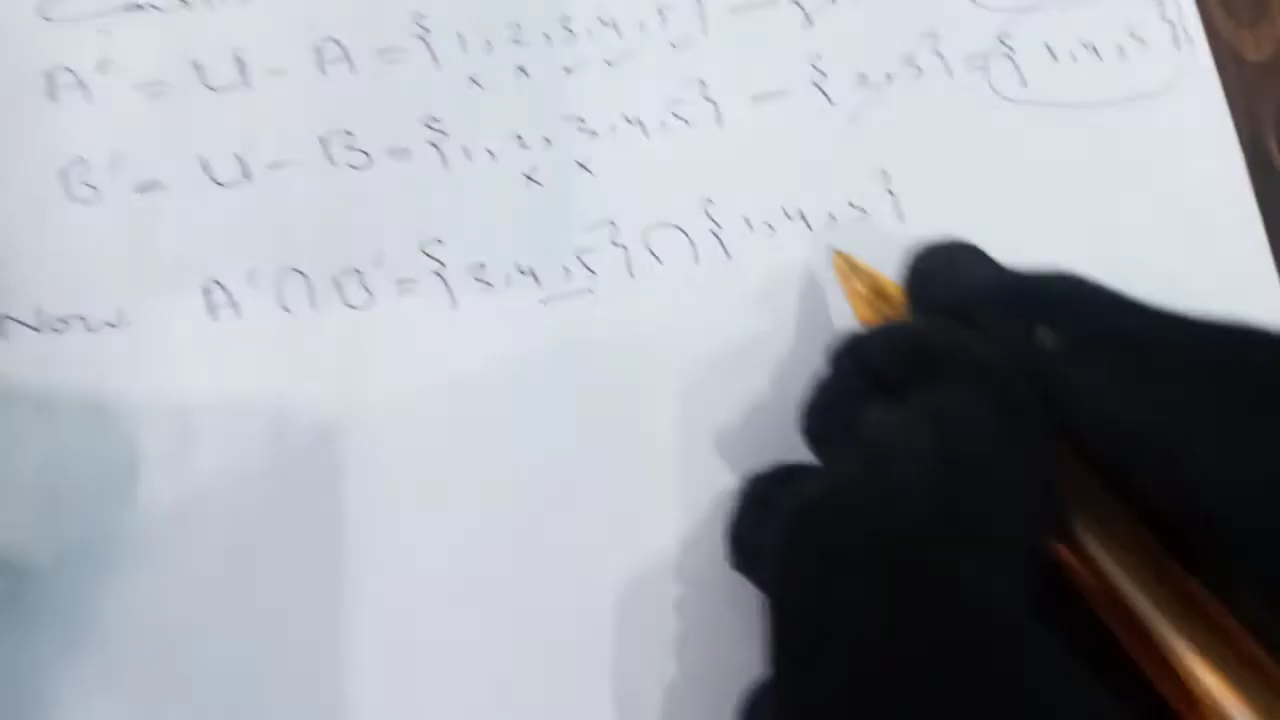 A' = U - A = {1, 2, 3, 4, 5} - {
B' = U - B = {1, 2, 3, 4, 5} - {2, 3} = {1, 4, 5}
Now A' ∩ B' = {3, 4, 5} ∩ {1, 4, 5}